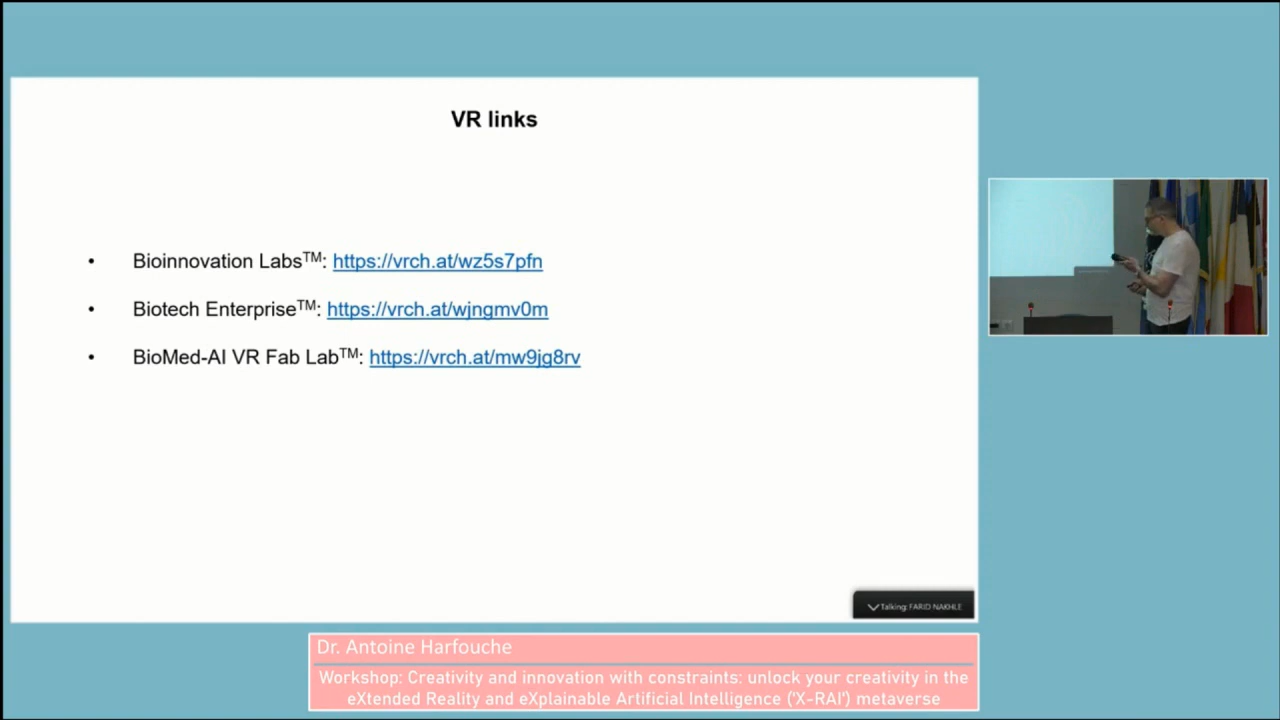 VR links
• Bioinnovation Labs™: https://vrch.at/wz5s7pfn
• Biotech Enterprise™: https://vrch.at/wjngmv0m
• BioMed-AI VR Fab Lab™: https://vrch.at/mw9jg8rv
Talking: FARID NAKHLE
Dr. Antoine Harfouche
Workshop: Creativity and innovation with constraints: unlock your creativity in the
eXtended Reality and eXplainable Artificial Intelligence ('X-RAI') metaverse